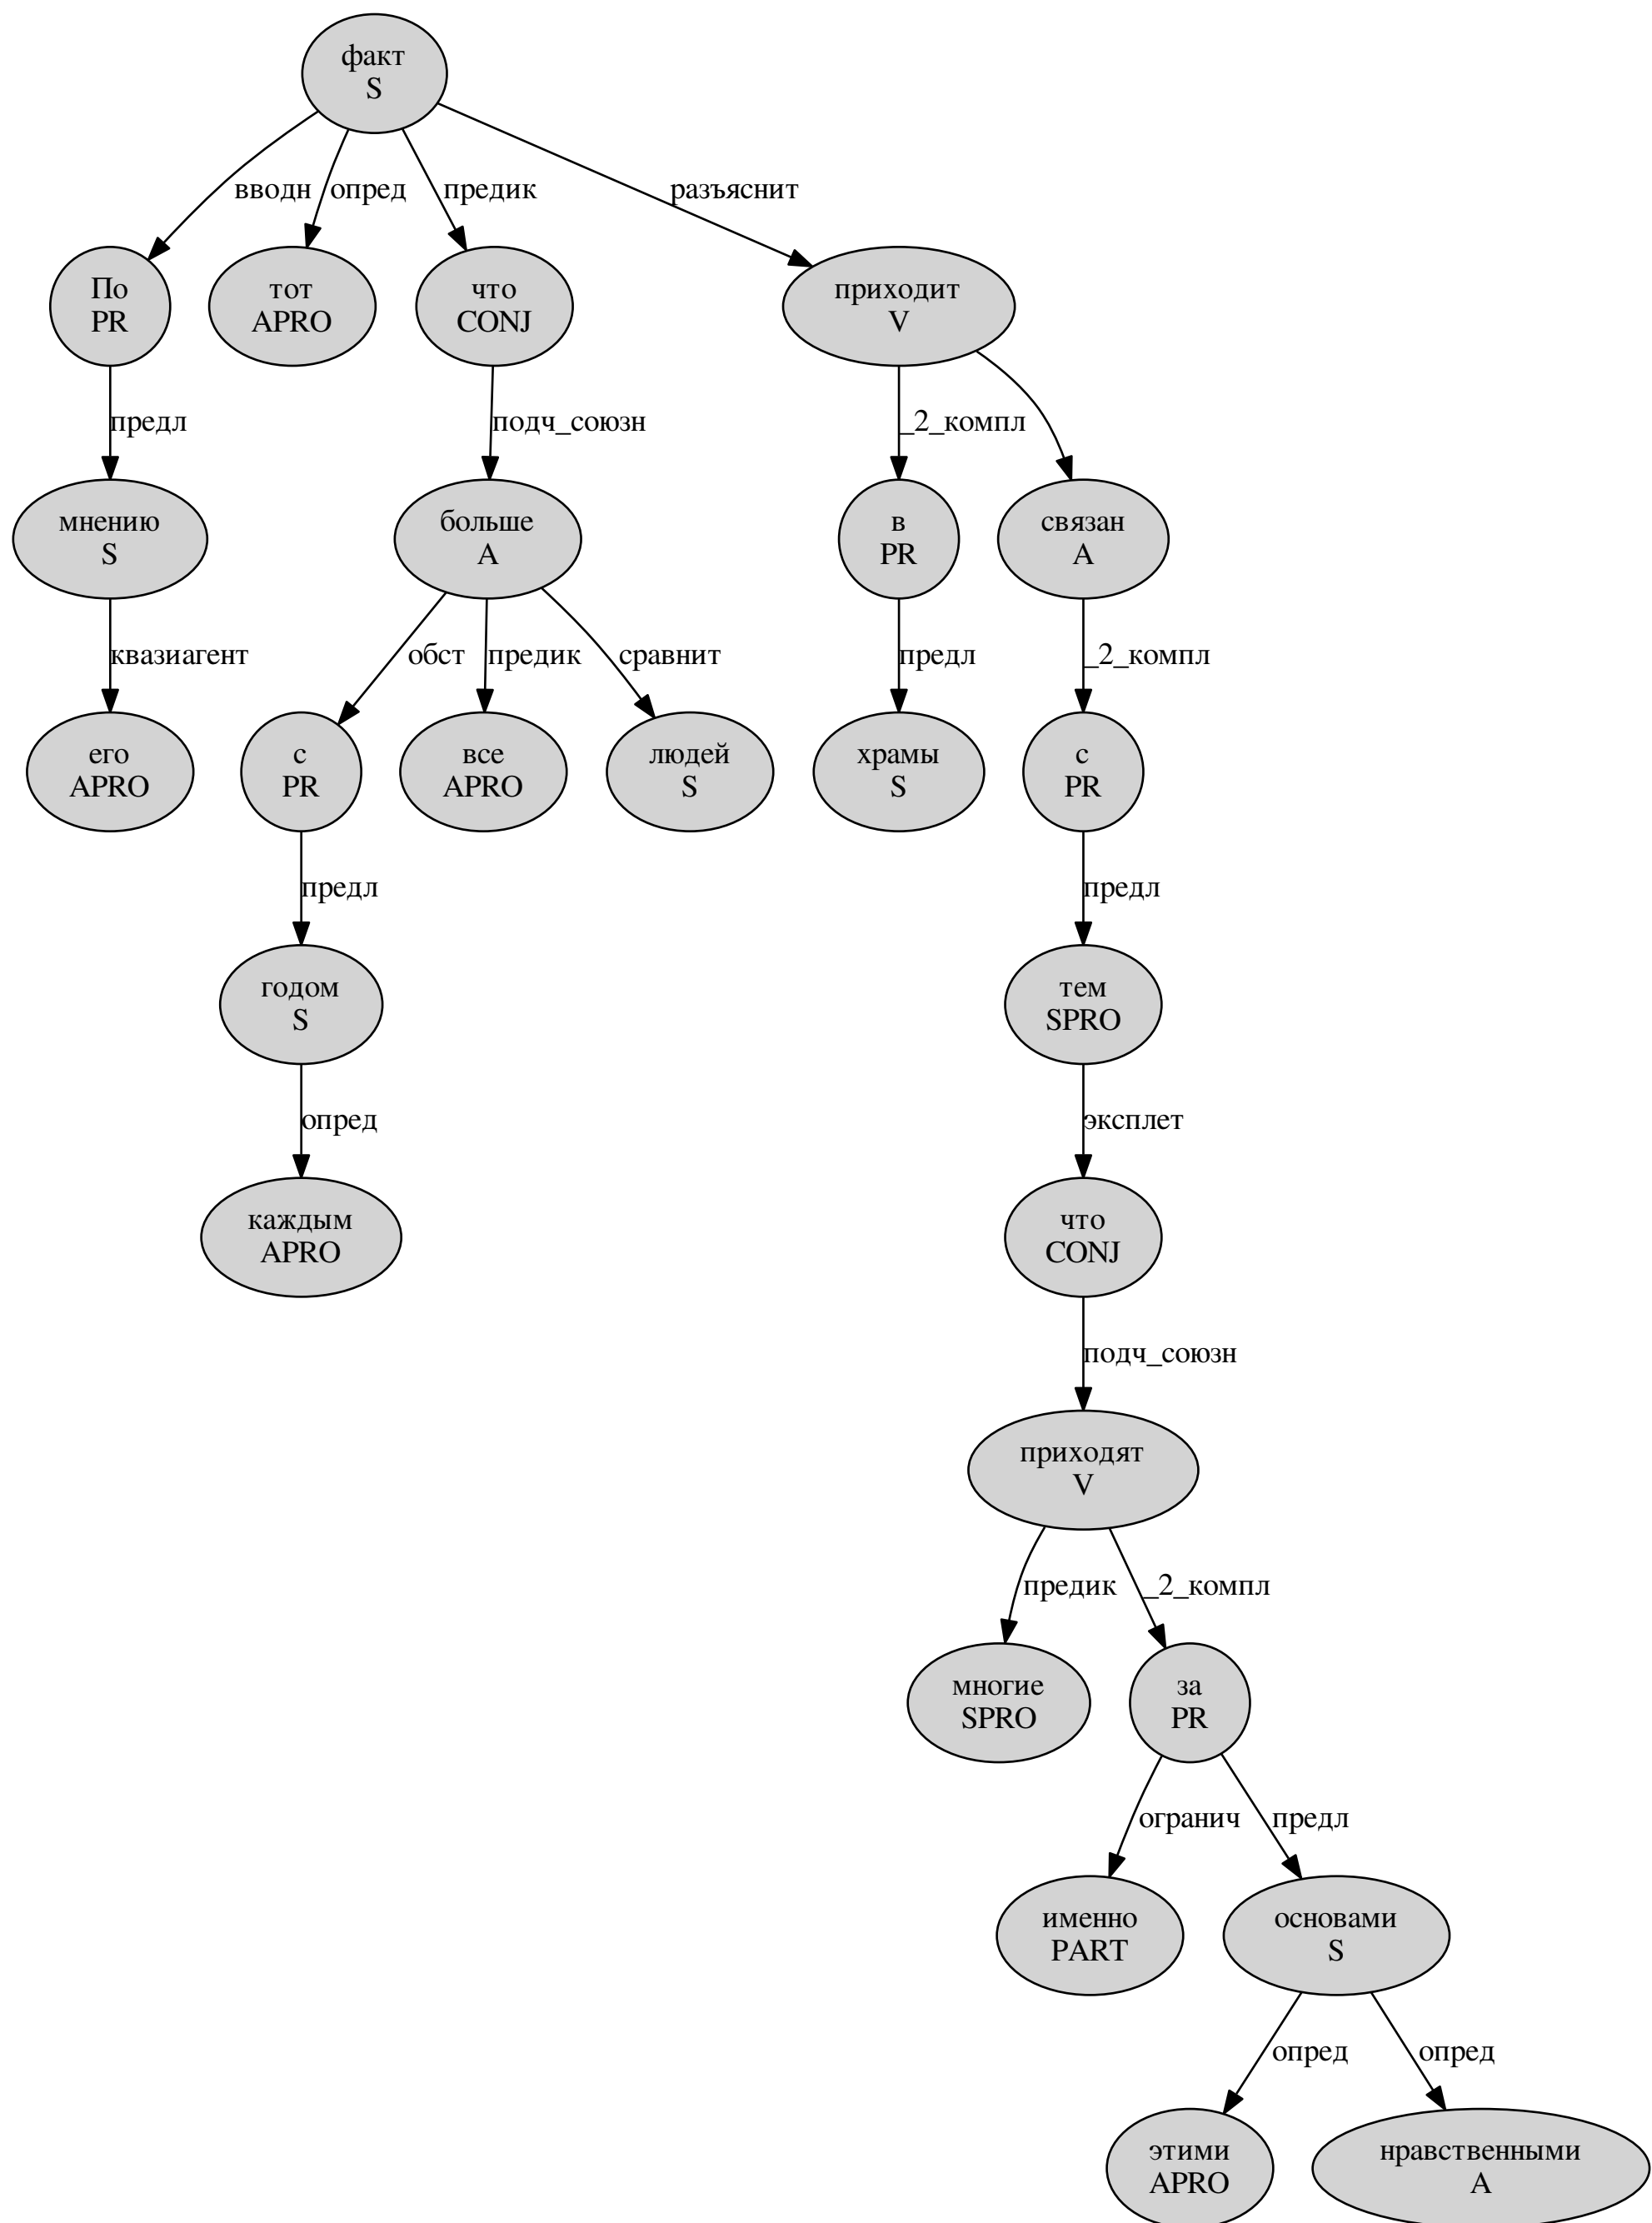 факт
S
вводн
опред
предик
разъяснит
По
PR
тот
APRO
что
CONJ
приходит
V
предл
подч_союзн
_2_компл
мнению
S
больше
A
в
PR
связан
A
квазиагент
обст
предик
сравнит
предл
_2_компл
его
APRO
с
PR
все
APRO
людей
S
храмы
S
с
PR
предл
предл
годом
S
тем
SPRO
опред
эксплет
каждым
APRO
что
CONJ
подч_союзн
приходят
V
предик
_2_компл
многие
SPRO
за
PR
огранич
предл
именно
PART
основами
S
опред
опред
этими
APRO
нравственными
A